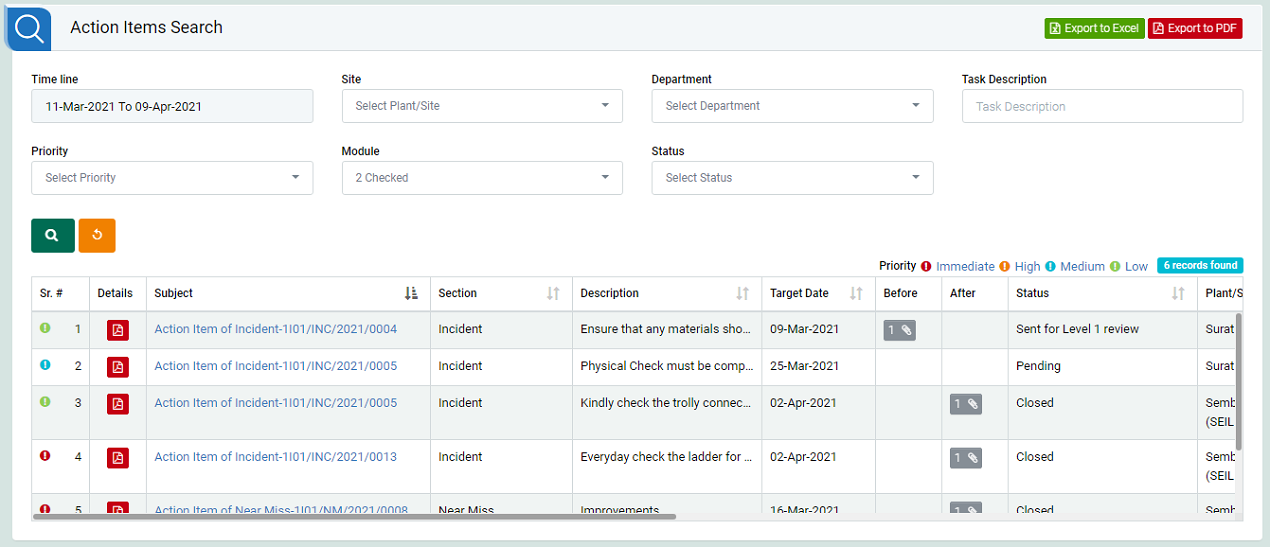 Action Items Search
Export to Excel
Export to PDF
Time line
Site
Department
Task Description
11-Mar-2021 To 09-Apr-2021
Select Plant/Site
Select Department
Task Description
Priority
Module
Status
Select Priority
2 Checked
Select Status
Priority Immediate High Medium Low 6 records found
Sr. # Details Subject Section Description Target Date Before After Status Plant/S
1 Action Item of Incident-1I01/INC/2021/0004 Incident Ensure that any materials sho... 09-Mar-2021 1 Sent for Level 1 review Surat
2 Action Item of Incident-1I01/INC/2021/0005 Incident Physical Check must be comp... 25-Mar-2021 Pending Surat
3 Action Item of Incident-1I01/INC/2021/0005 Incident Kindly check the trolly connec... 02-Apr-2021 1 Closed Semb
(SEIL
4 Action Item of Incident-1I01/INC/2021/0013 Incident Everyday check the ladder for ... 02-Apr-2021 1 Closed Semb
(SEIL
5 Action Item of Near Miss-1I01/NM/2021/0008 Near Miss Improvements 16-Mar-2021 1 Closed Semb